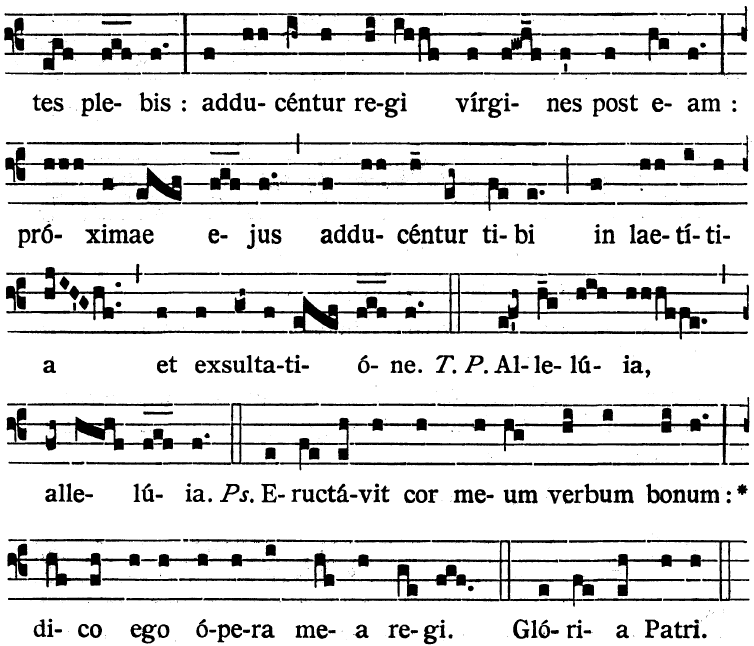 tes ple- bis : addu- céntur re-gi vírgi- nes post e- am :
pró- ximae e- jus addu- céntur ti- bi in lae- tí- ti-
a et exsulta-ti- ó- ne. T. P. Al- le- lú- ia,
alle- lú- ia. Ps. E- ructá-vit cor me- um verbum bonum : *
di- co ego ó-pe-ra me- a re- gi. Gló- ri- a Patri.